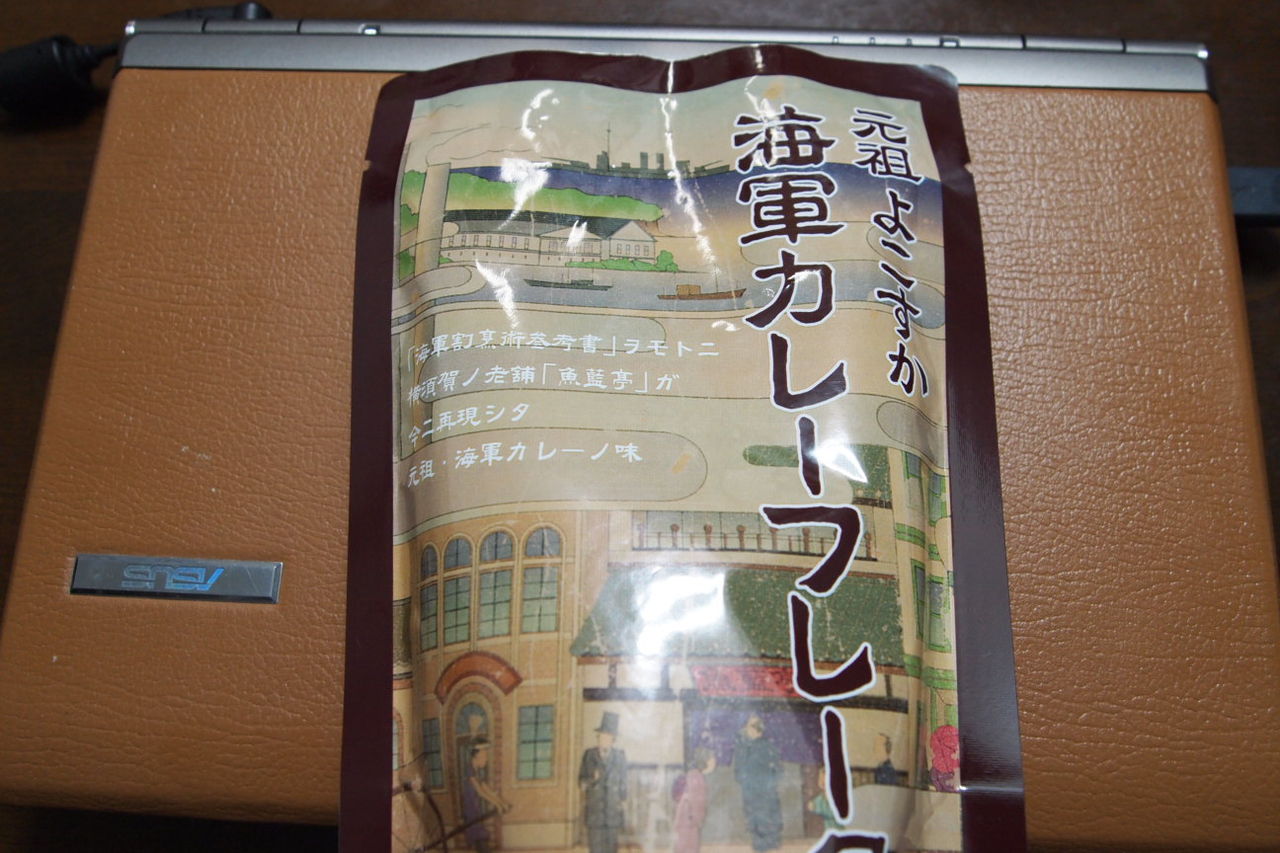 元祖 よこすか
海軍カレーフレーク
「海軍割烹術参考書」ヲモトニ
横須賀ノ老舗「魚藍亭」ガ
今ニ再現シタ
元祖・海軍カレーノ味
ASUS